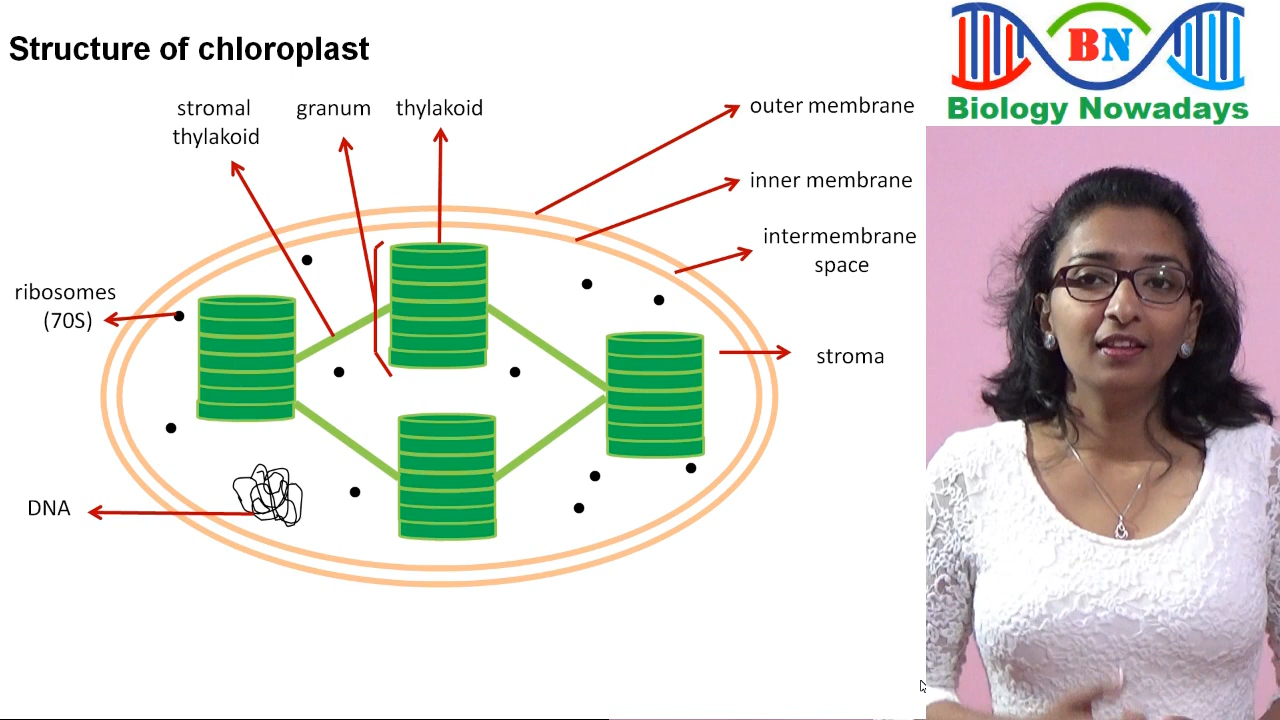 Structure of chloroplast
BN
Biology Nowadays
stromal
thylakoid
granum
thylakoid
outer membrane
inner membrane
intermembrane
space
ribosomes
(70S)
stroma
DNA